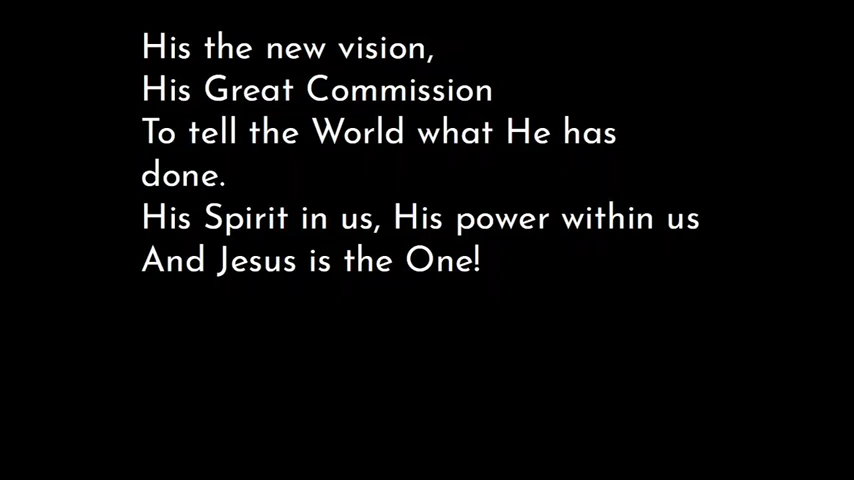 His the new vision,
His Great Commission
To tell the World what He has
done.
His Spirit in us, His power within us
And Jesus is the One!